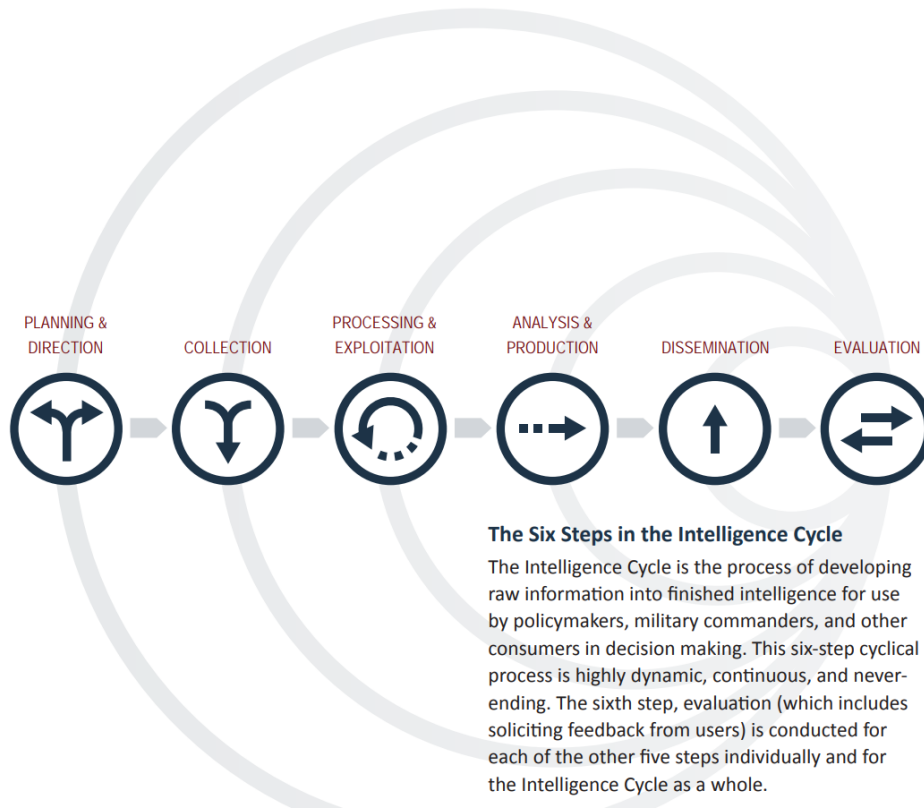 PLANNING &
DIRECTION
COLLECTION
PROCESSING &
EXPLOITATION
ANALYSIS &
PRODUCTION
DISSEMINATION
EVALUATION
The Six Steps in the Intelligence Cycle
The Intelligence Cycle is the process of developing
raw information into finished intelligence for use
by policymakers, military commanders, and other
consumers in decision making. This six-step cyclical
process is highly dynamic, continuous, and never-
ending. The sixth step, evaluation (which includes
soliciting feedback from users) is conducted for
each of the other five steps individually and for
the Intelligence Cycle as a whole.